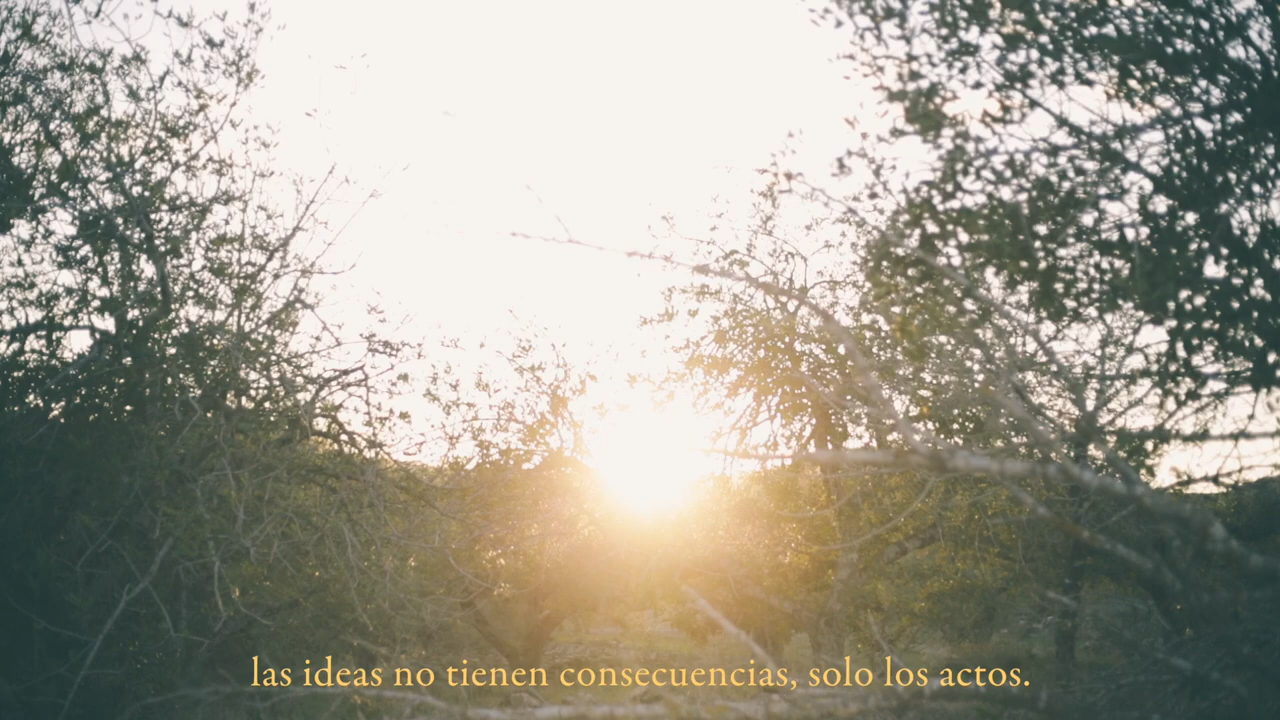 las ideas no tienen consecuencias, solo los actos.